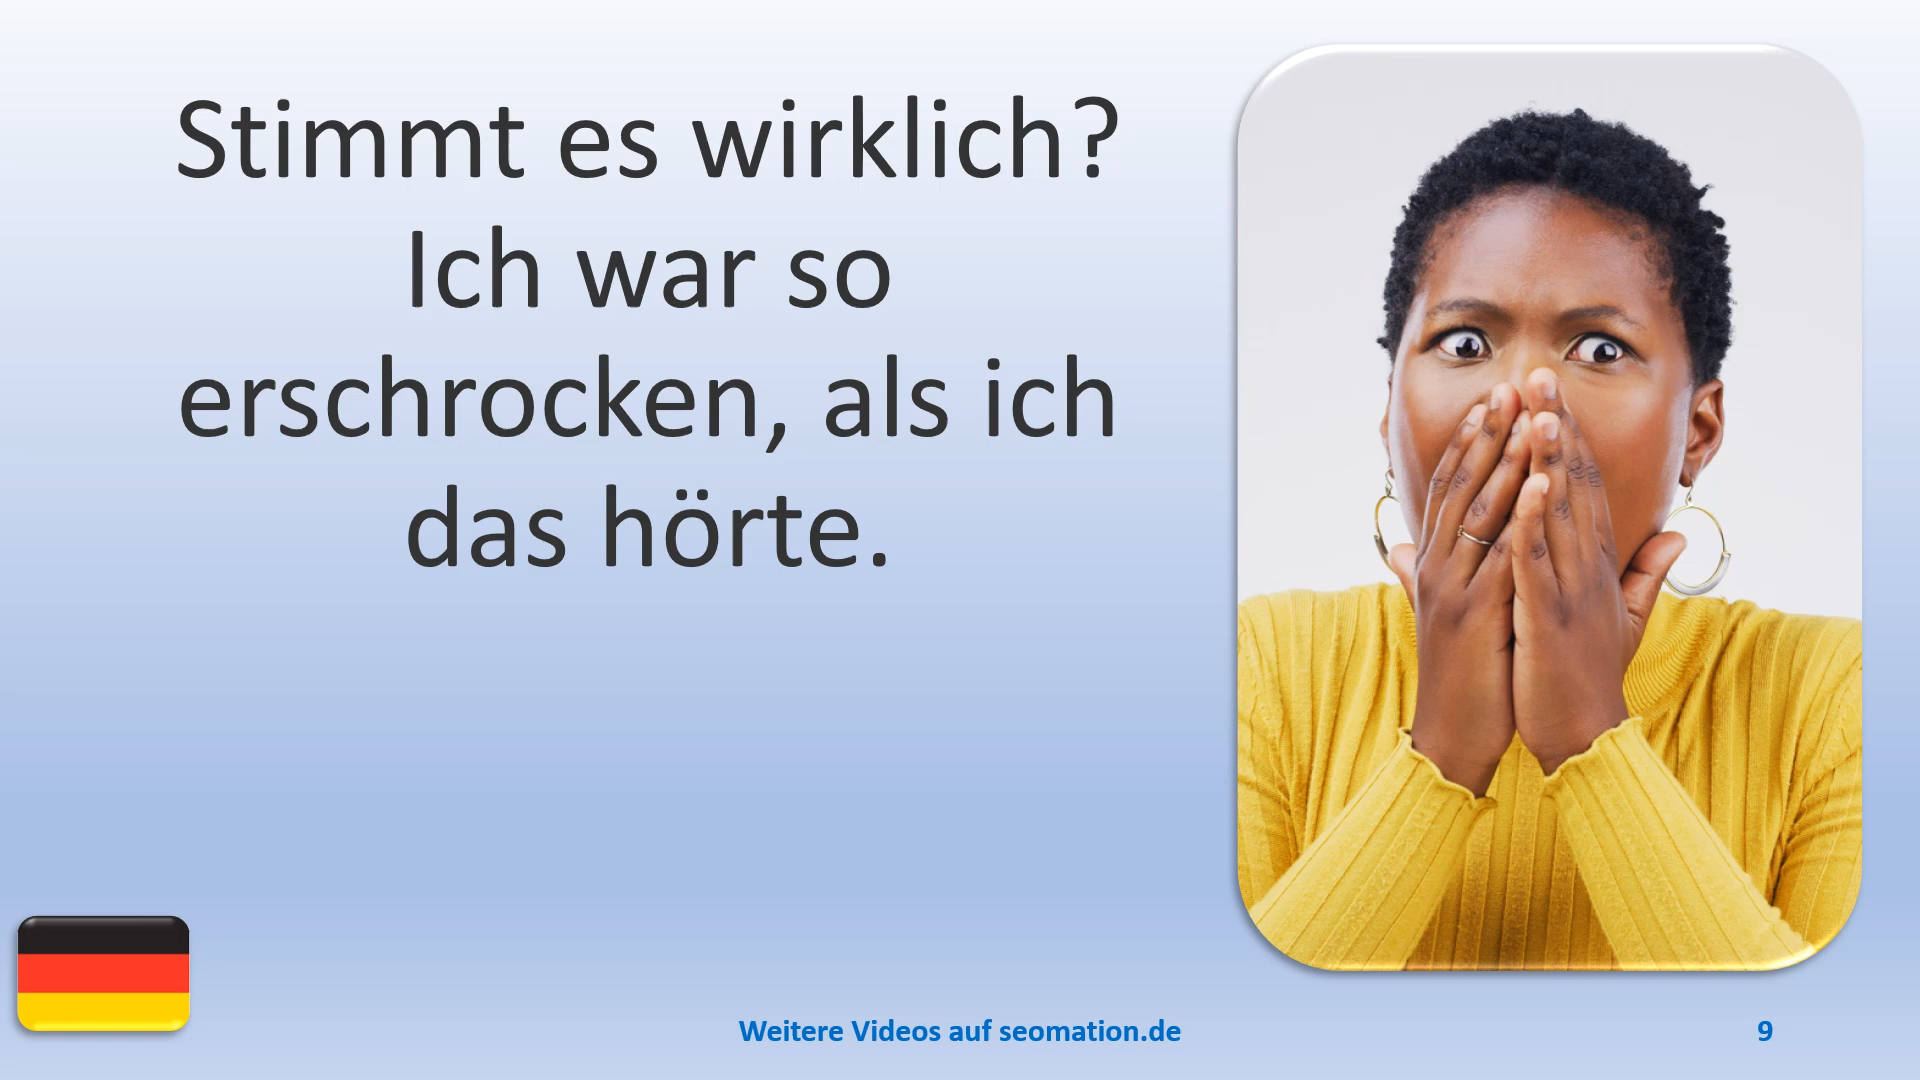 Stimmt es wirklich?
Ich war so
erschrocken, als ich
das hörte.
Weitere Videos auf seomation.de
9